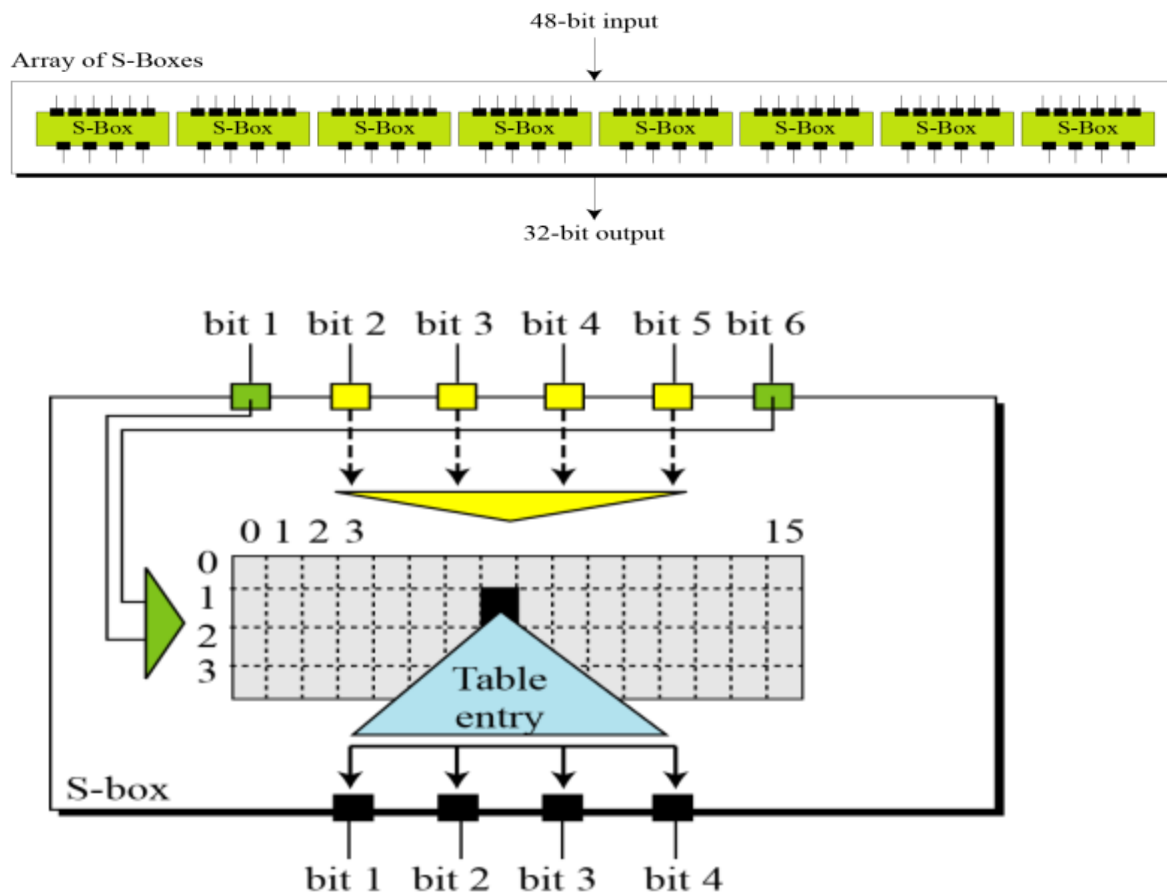 48-bit input
Array of S-Boxes
S-Box S-Box S-Box S-Box S-Box S-Box S-Box S-Box
32-bit output
bit 1 bit 2 bit 3 bit 4 bit 5 bit 6
0 1 2 3 15
0
1
2
3
Table
entry
S-box
bit 1 bit 2 bit 3 bit 4